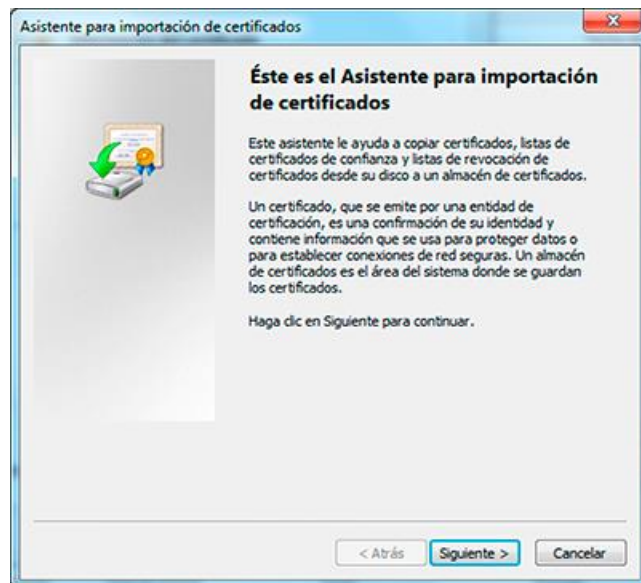 Asistente para importación de certificados
Éste es el Asistente para importación
de certificados
Este asistente le ayuda a copiar certificados, listas de
certificados de confianza y listas de revocación de
certificados desde su disco a un almacén de certificados.
Un certificado, que se emite por una entidad de
certificación, es una confirmación de su identidad y
contiene información que se usa para proteger datos o
para establecer conexiones de red seguras. Un almacén
de certificados es el área del sistema donde se guardan
los certificados.
Haga clic en Siguiente para continuar.
< Atrás Siguiente > Cancelar